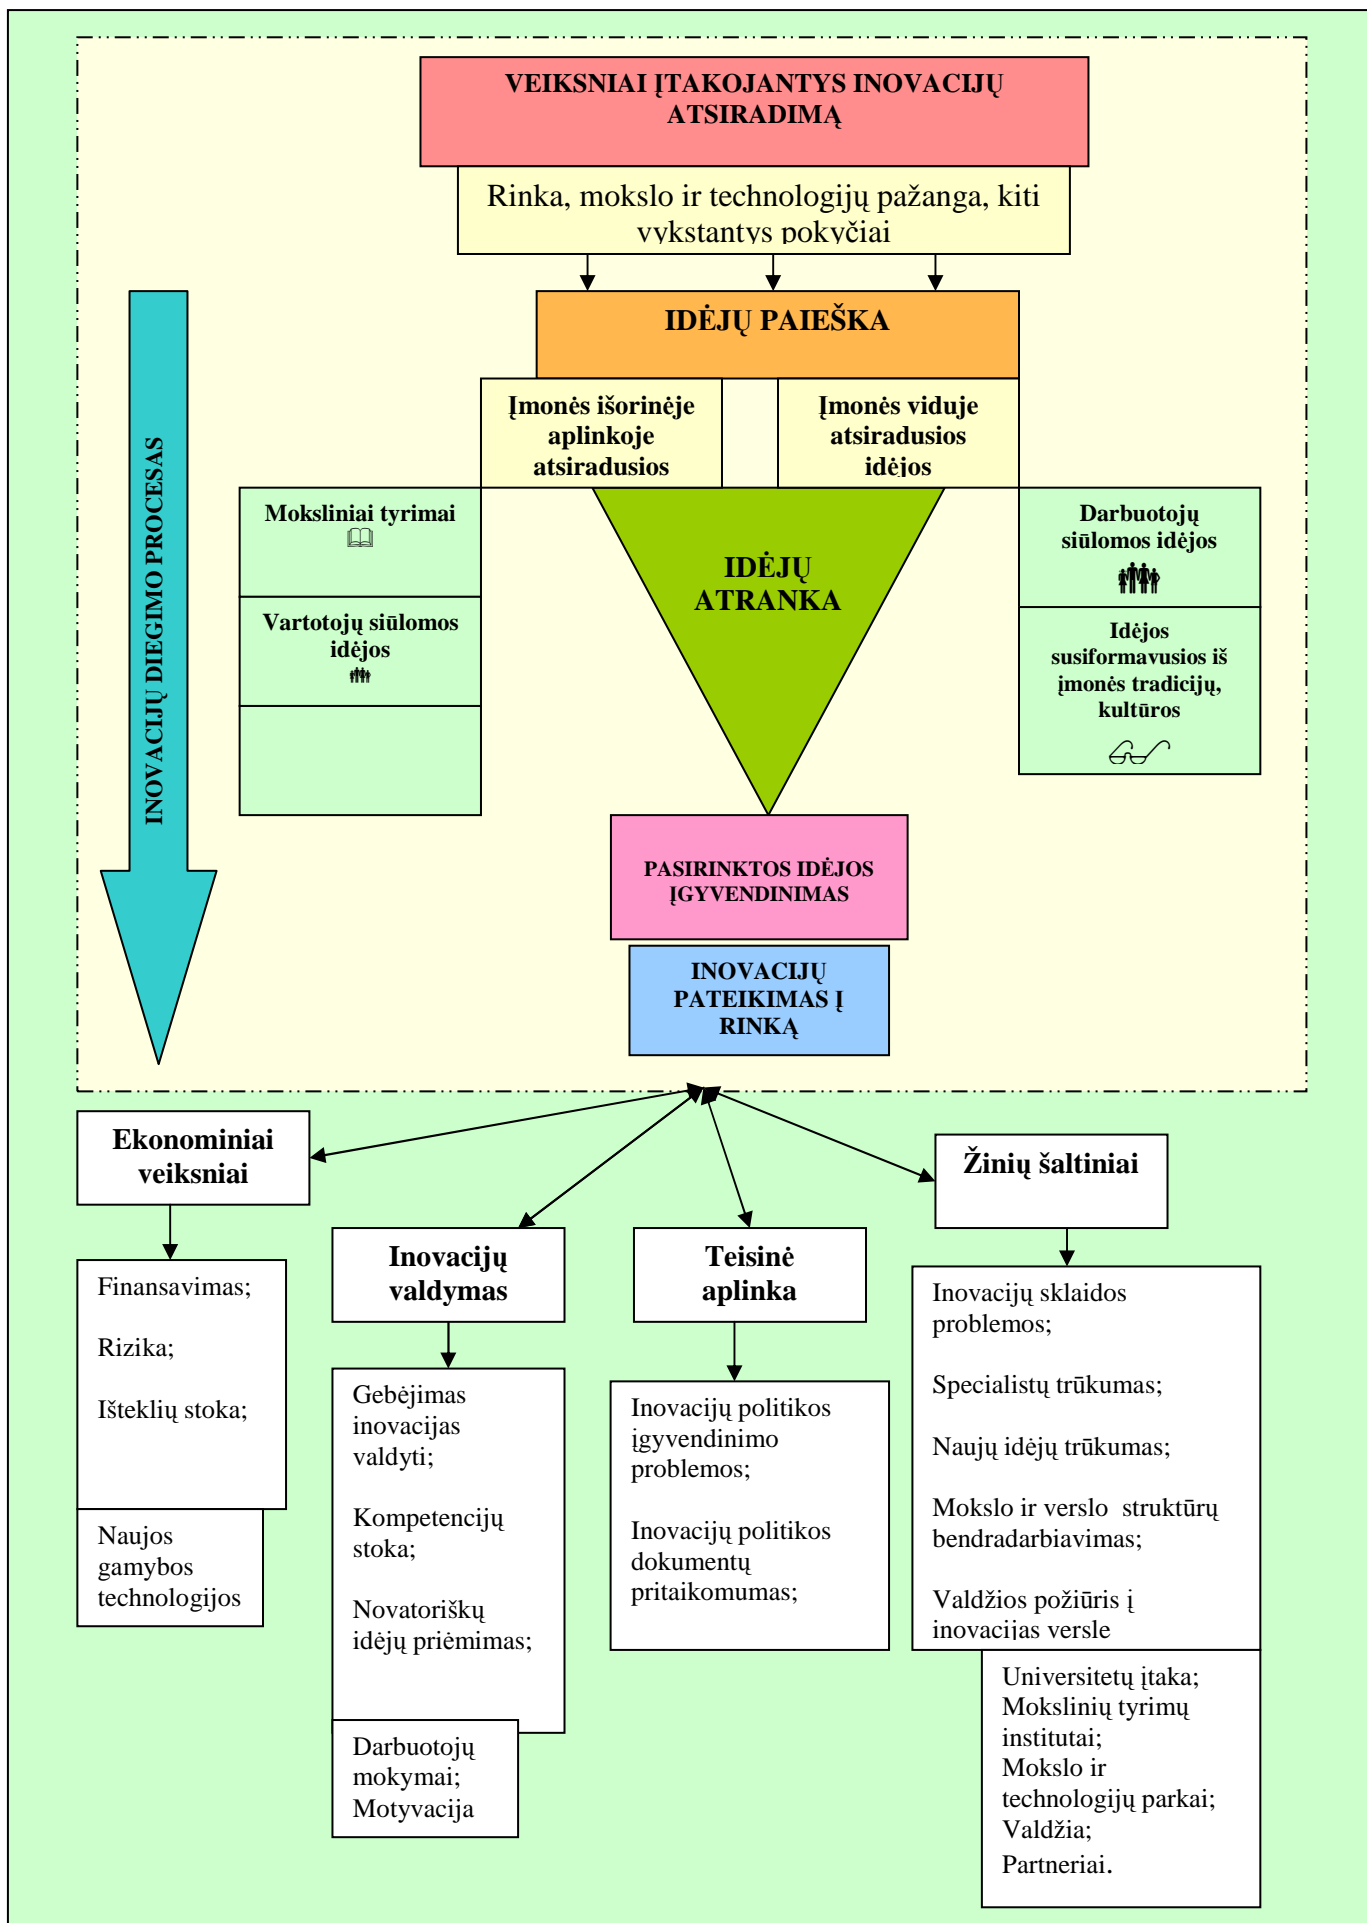 VEIKSNIAI ĮTAKOJANTYS INOVACIJŲ
ATSIRADIMĄ
Rinka, mokslo ir technologijų pažanga, kiti
vykstantys pokyčiai
IDĖJŲ PAIEŠKA
Įmonės išorinėje
aplinkoje
atsiradusios
Įmonės viduje
atsiradusios
idėjos
INOVACIJŲ DIEGIMO PROCESAS
Moksliniai tyrimai
Vartotojų siūlomos
idėjos
IDĖJŲ
ATRANKA
Darbuotojų
siūlomos idėjos
Idėjos
susiformavusios iš
įmonės tradicijų,
kultūros
PASIRINKTOS IDĖJOS
ĮGYVENDINIMAS
INOVACIJŲ
PATEIKIMAS Į
RINKĄ
Ekonominiai
veiksniai
Finansavimas;
Rizika;
Išteklių stoka;
Naujos
gamybos
technologijos
Inovacijų
valdymas
Gebėjimas
inovacijas
valdyti;
Kompetencijų
stoka;
Novatoriškų
idėjų priėmimas;
Darbuotojų
mokymai;
Motyvacija
Teisinė
aplinka
Inovacijų politikos
įgyvendinimo
problemos;
Inovacijų politikos
dokumentų
pritaikomumas;
Žinių šaltiniai
Inovacijų sklaidos
problemos;
Specialistų trūkumas;
Naujų idėjų trūkumas;
Mokslo ir verslo  struktūrų
bendradarbiavimas;
Valdžios požiūris į
inovacijas versle
Universitetų įtaka;
Mokslinių tyrimų
institutai;
Mokslo ir
technologijų parkai;
Valdžia;
Partneriai.